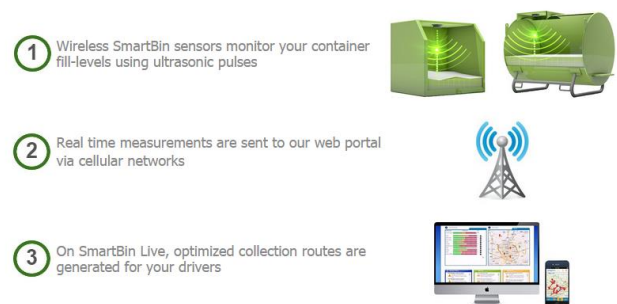 1
Wireless SmartBin sensors monitor your container
fill-levels using ultrasonic pulses
2
Real time measurements are sent to our web portal
via cellular networks
3
On SmartBin Live, optimized collection routes are
generated for your drivers